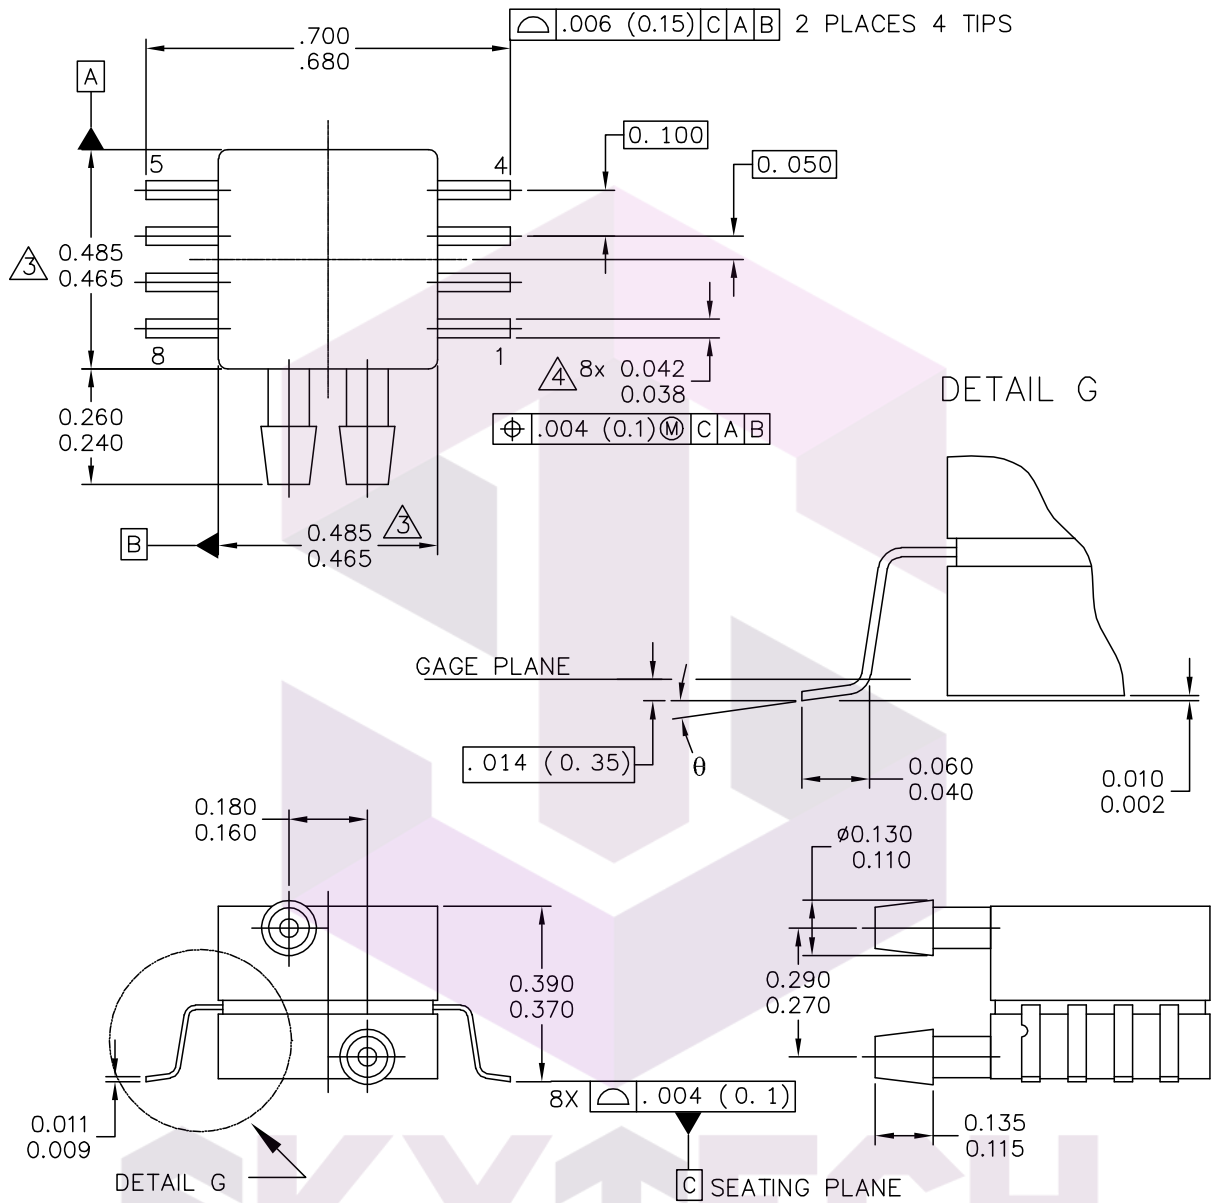 ⌓ .006 (0.15) C A B 2 PLACES 4 TIPS
.700
.680
A
0.100
0.050
5
4
3
0.485
0.465
8
1
4
8x 0.042
0.038
0.260
0.240
⌖ .004 (0.1)Ⓜ C A B
DETAIL G
B
0.485
0.465
3
GAGE PLANE
.014 (0.35)
θ
0.060
0.040
0.010
0.002
0.180
0.160
ø0.130
0.110
0.390
0.370
0.290
0.270
8X ⌓ .004 (0.1)
0.011
0.009
0.135
0.115
DETAIL G
C SEATING PLANE
SKYTECH